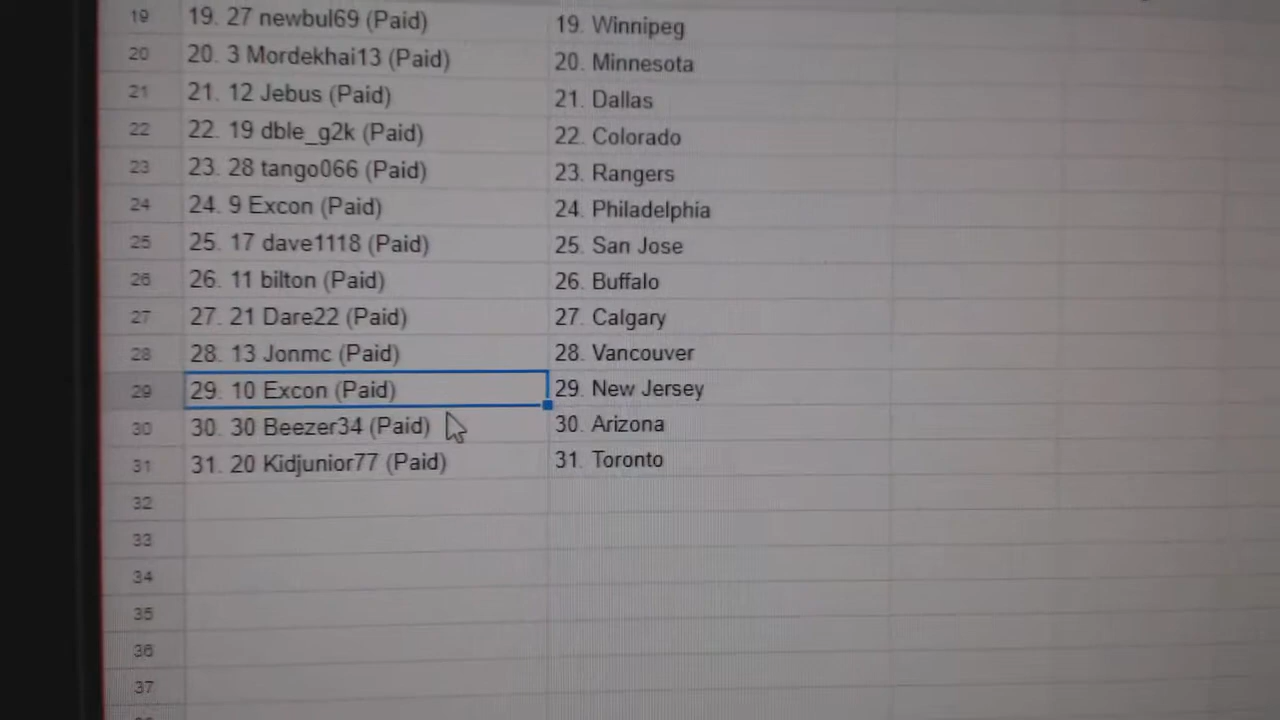 19 19. 27 newbul69 (Paid) 19. Winnipeg
20 20. 3 Mordekhai13 (Paid) 20. Minnesota
21 21. 12 Jebus (Paid) 21. Dallas
22 22. 19 dble_g2k (Paid) 22. Colorado
23 23. 28 tango066 (Paid) 23. Rangers
24 24. 9 Excon (Paid) 24. Philadelphia
25 25. 17 dave1118 (Paid) 25. San Jose
26 26. 11 bilton (Paid) 26. Buffalo
27 27. 21 Dare22 (Paid) 27. Calgary
28 28. 13 Jonmc (Paid) 28. Vancouver
29 29. 10 Excon (Paid) 29. New Jersey
30 30. 30 Beezer34 (Paid) 30. Arizona
31 31. 20 Kidjunior77 (Paid) 31. Toronto
32
33
34
35
36
37